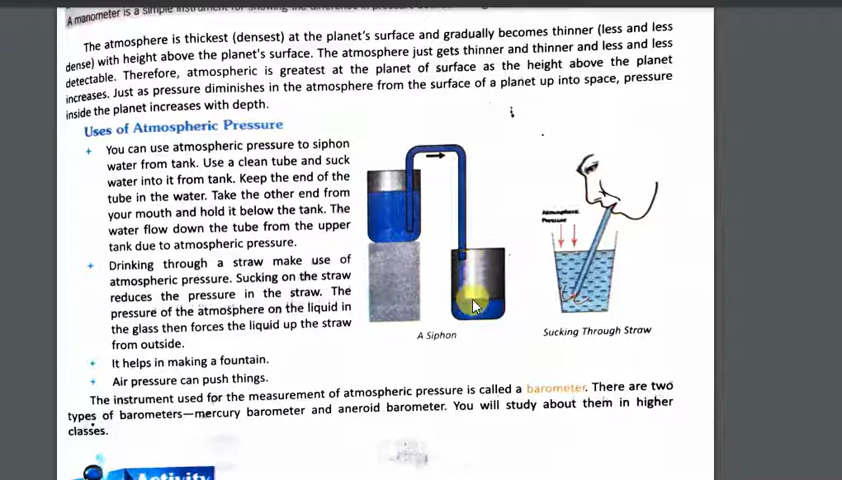 A manometer is a simple instrument for showing the difference in pressure
The atmosphere is thickest (densest) at the planet's surface and gradually becomes thinner (less and less
dense) with height above the planet's surface. The atmosphere just gets thinner and thinner and less and less
detectable. Therefore, atmospheric is greatest at the planet of surface as the height above the planet
increases. Just as pressure diminishes in the atmosphere from the surface of a planet up into space, pressure
inside the planet increases with depth.
Uses of Atmospheric Pressure
You can use atmospheric pressure to siphon
water from tank. Use a clean tube and suck
water into it from tank. Keep the end of the
tube in the water. Take the other end from
your mouth and hold it below the tank. The
water flow down the tube from the upper
tank due to atmospheric pressure.
Drinking through a straw make use of
atmospheric pressure. Sucking on the straw
reduces the pressure in the straw. The
pressure of the atmosphere on the liquid in
the glass then forces the liquid up the straw
from outside.
It helps in making a fountain.
Air pressure can push things.
A Siphon
Atmospheric
Pressure
Sucking Through Straw
The instrument used for the measurement of atmospheric pressure is called a barometer. There are two
types of barometers—mercury barometer and aneroid barometer. You will study about them in higher
classes.
Activity